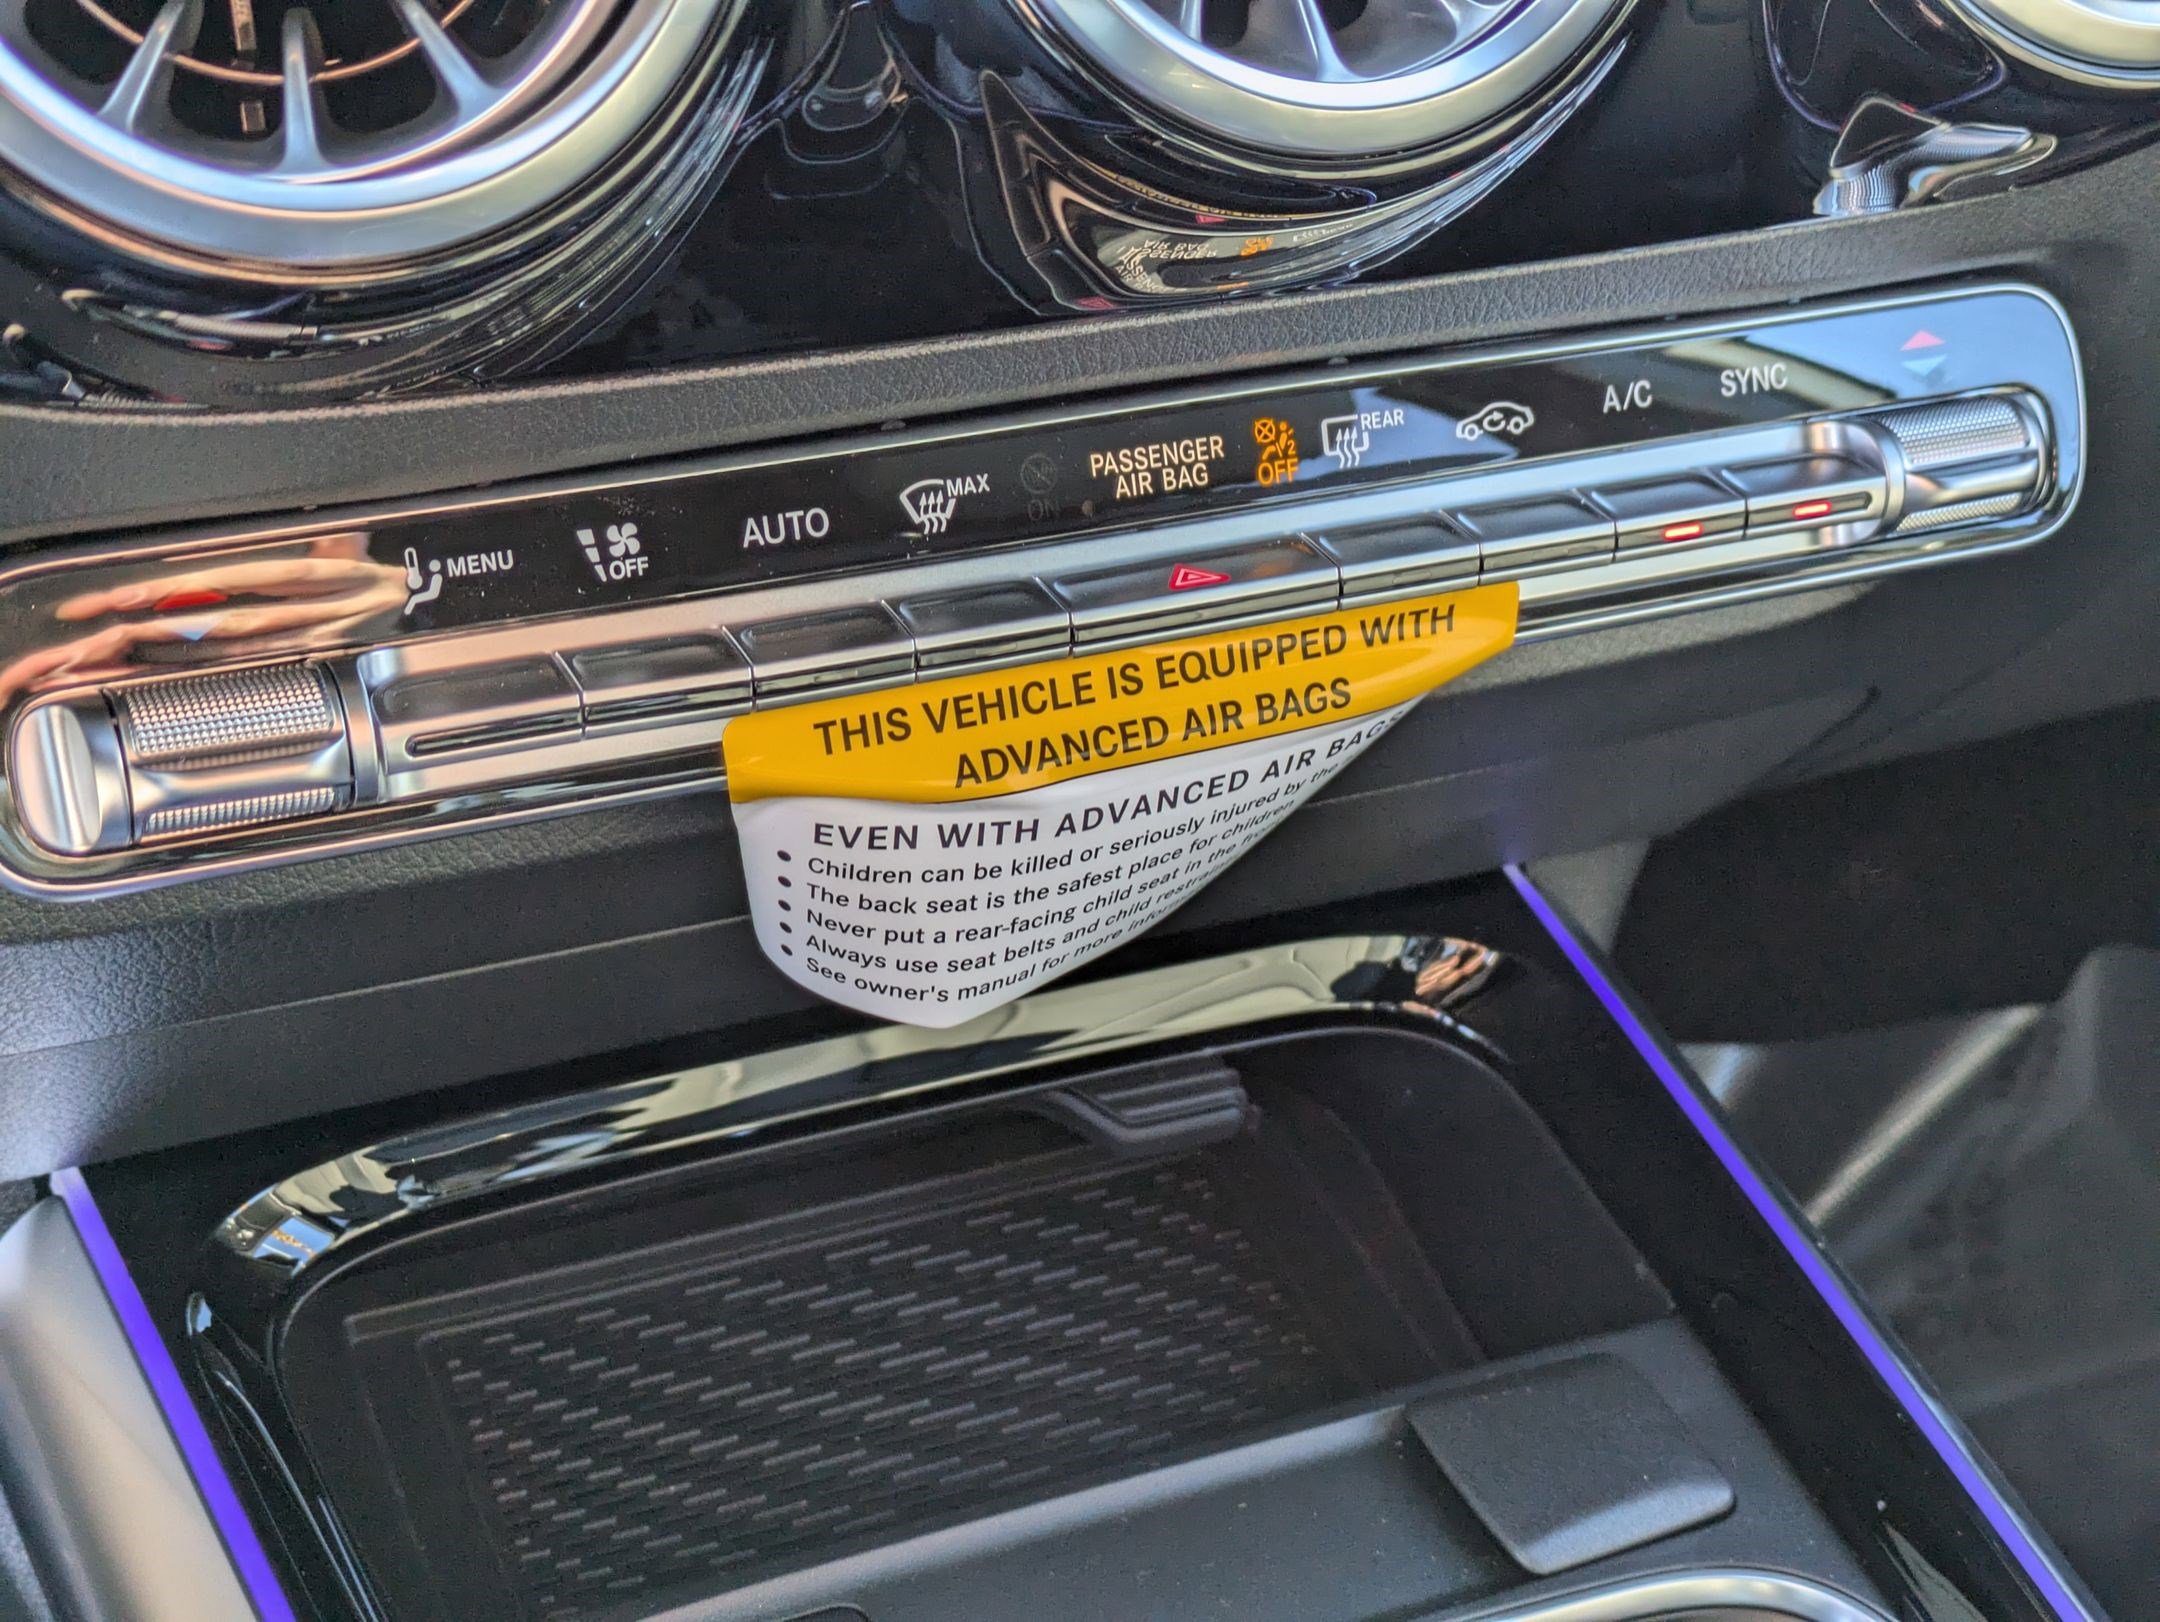 MENU
OFF
AUTO
MAX
ON
PASSENGER
AIR BAG
2
OFF
REAR
A/C
SYNC
THIS VEHICLE IS EQUIPPED WITH
ADVANCED AIR BAGS
EVEN WITH ADVANCED AIR BAGS
• Children can be killed or seriously injured by the
• The back seat is the safest place for children
• Never put a rear-facing child seat in the
• Always use seat belts and child
• See owner's manual for more